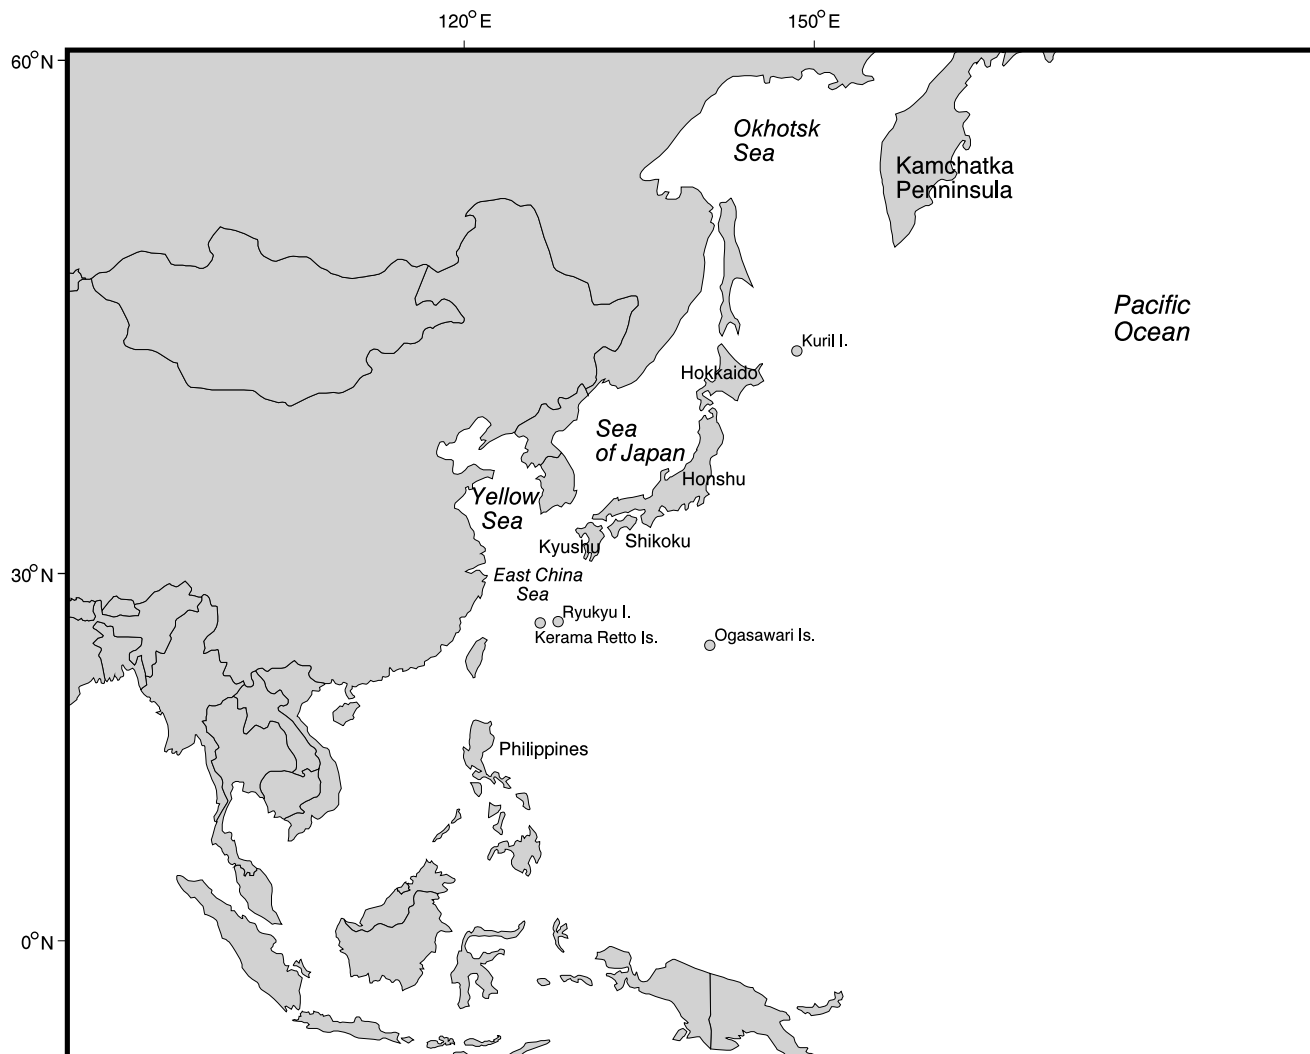 120°E
150°E
60°N
Okhotsk
Sea
Kamchatka
Penninsula
Pacific
Ocean
Kuril I.
Hokkaido
Sea
of Japan
Honshu
Yellow
Sea
Kyushu
Shikoku
30°N
East China
Sea
Ryukyu I.
Kerama Retto Is.
Ogasawari Is.
Philippines
0°N